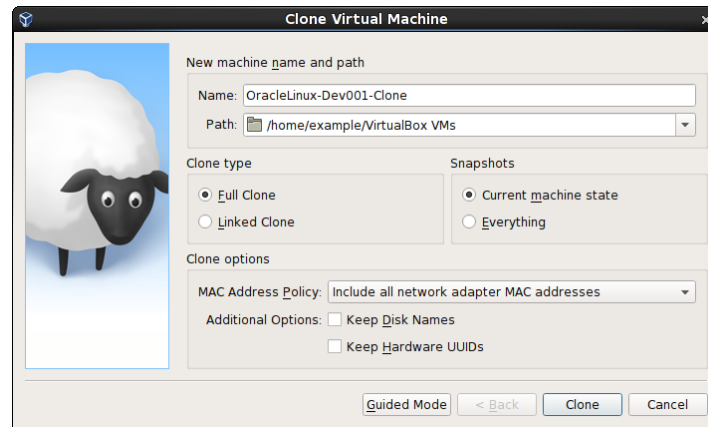 Clone Virtual Machine
New machine name and path
Name: OracleLinux-Dev001-Clone
Path: /home/example/VirtualBox VMs
Clone type
Full Clone
Linked Clone
Snapshots
Current machine state
Everything
Clone options
MAC Address Policy: Include all network adapter MAC addresses
Additional Options: Keep Disk Names
Keep Hardware UUIDs
Guided Mode < Back Clone Cancel